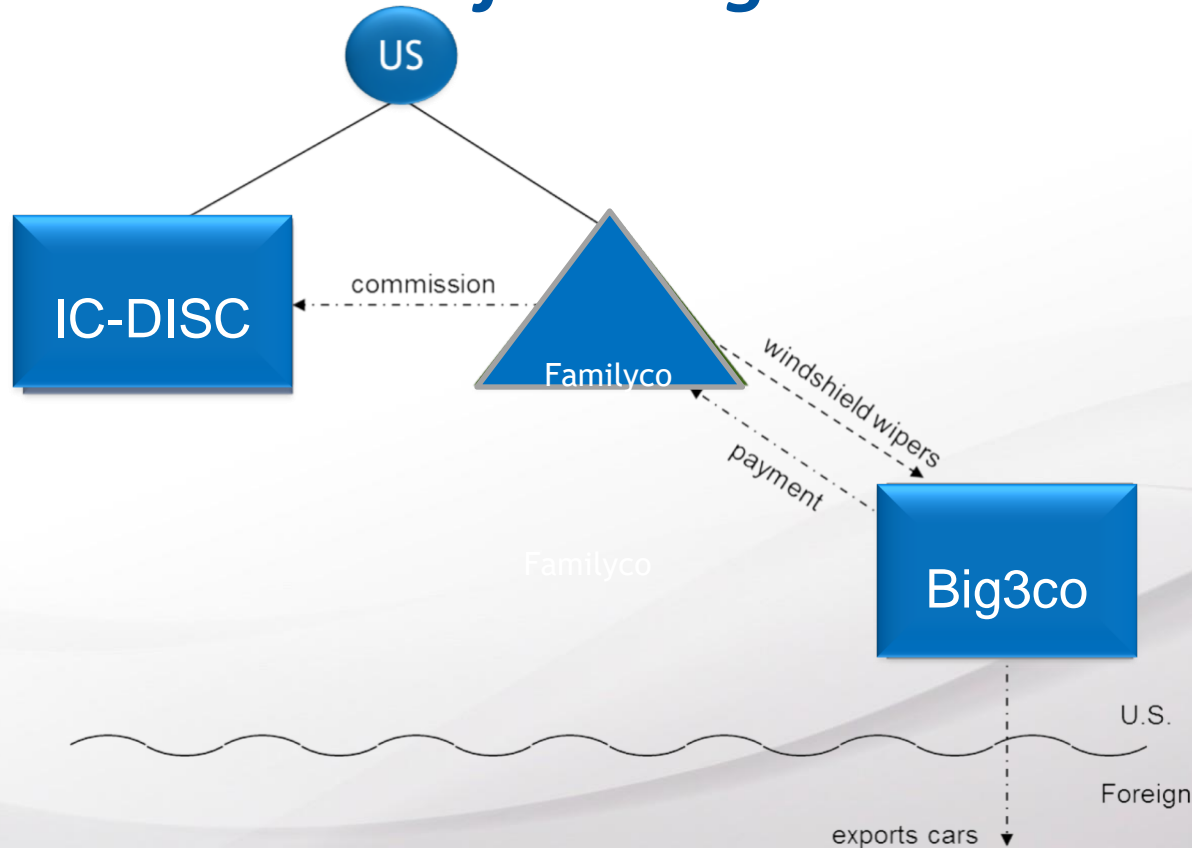 US
commission
IC-DISC
Familyco
windshield wipers
payment
Familyco
Big3co
U.S.
Foreign
exports cars